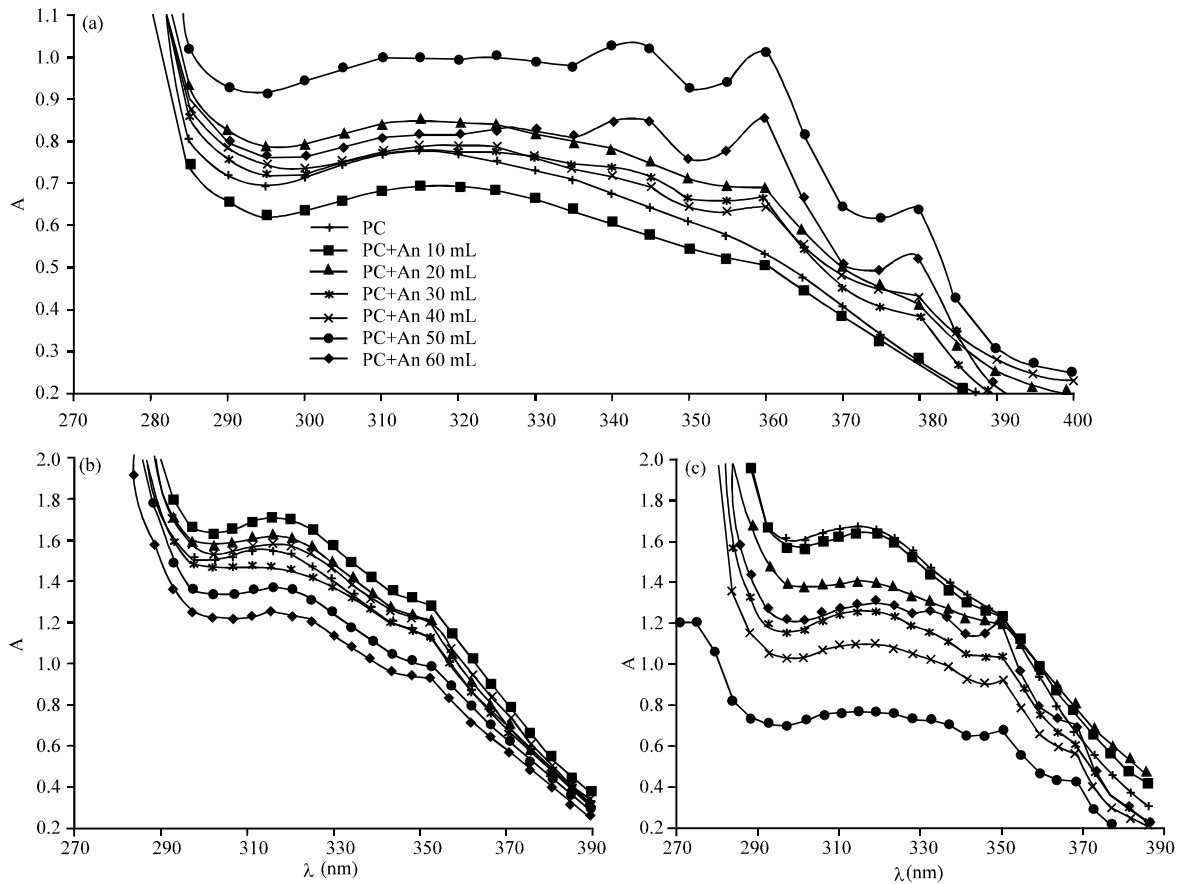 (a)
1.1
1.0
0.9
0.8
0.7
0.6
0.5
0.4
0.3
0.2
A
PC
PC+An 10 mL
PC+An 20 mL
PC+An 30 mL
PC+An 40 mL
PC+An 50 mL
PC+An 60 mL
270 280 290 300 310 320 330 340 350 360 370 380 390 400
(b)
2.0
1.8
1.6
1.4
1.2
1.0
0.8
0.6
0.4
0.2
A
270 290 310 330 350 370 390
λ (nm)
(c)
2.0
1.8
1.6
1.4
1.2
1.0
0.8
0.6
0.4
0.2
A
270 290 310 330 350 370 390
λ (nm)